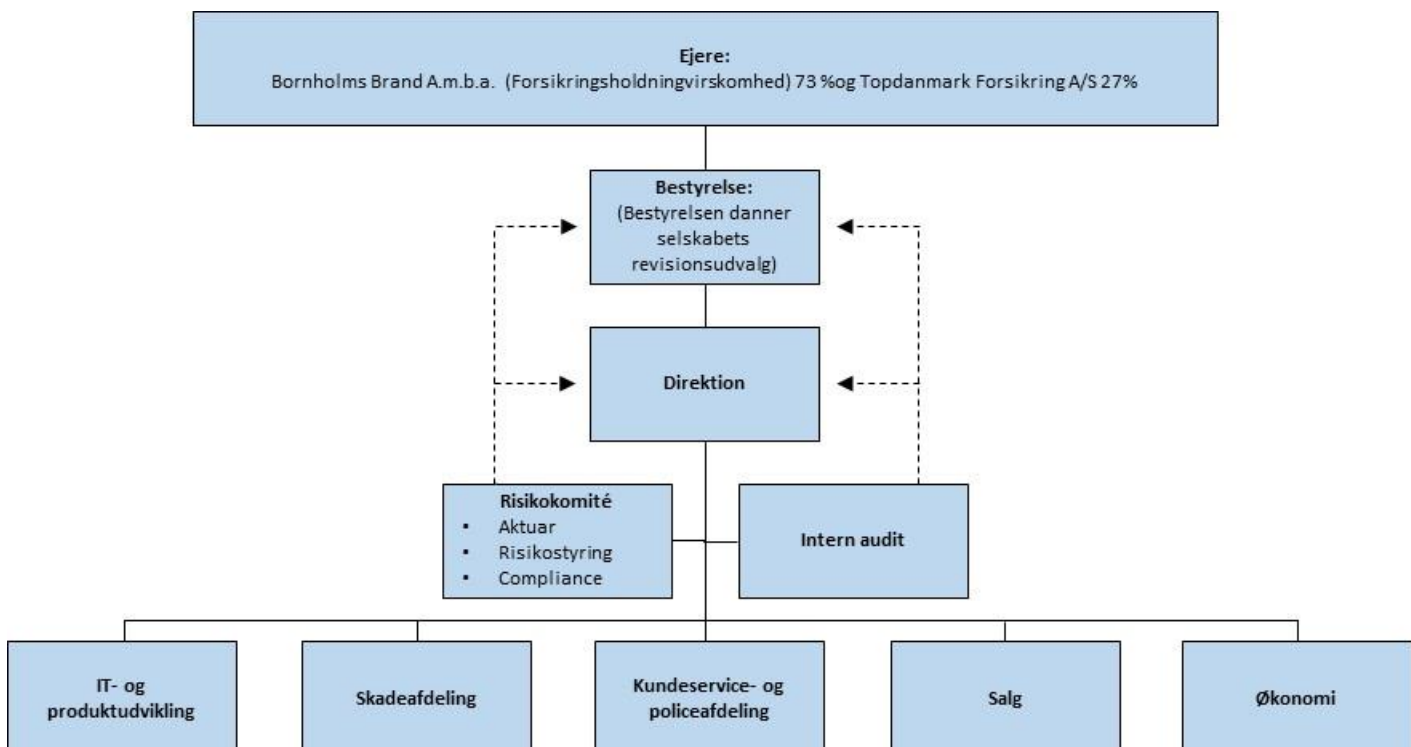 Ejere:
Bornholms Brand A.m.b.a. (Forsikringsholdningvirskomhed) 73 %og Topdanmark Forsikring A/S 27%
Bestyrelse:
(Bestyrelsen danner
selskabets
revisionsudvalg)
Direktion
Risikokomité
▪ Aktuar
▪ Risikostyring
▪ Compliance
Intern audit
IT- og
produktudvikling
Skadeafdeling
Kundeservice- og
policeafdeling
Salg
Økonomi